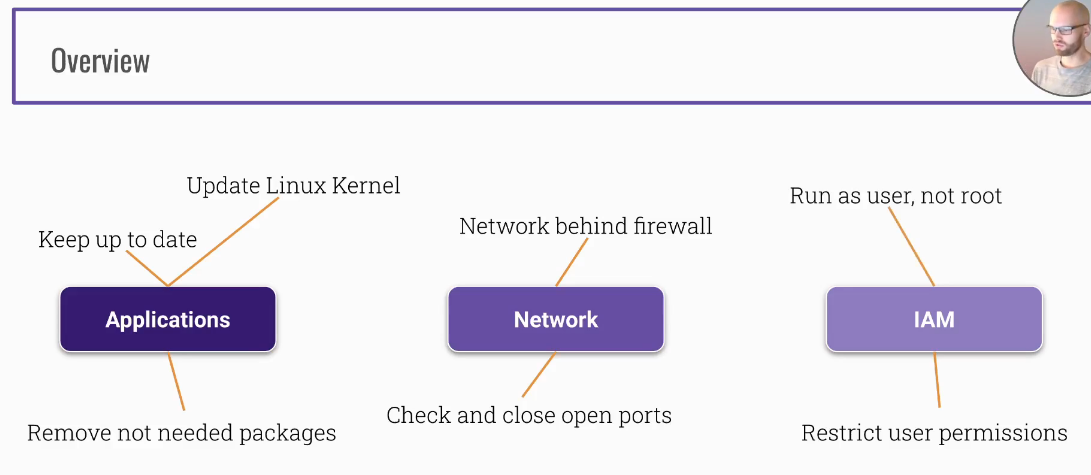 Overview
Update Linux Kernel
Keep up to date
Applications
Remove not needed packages
Network behind firewall
Network
Check and close open ports
Run as user, not root
IAM
Restrict user permissions